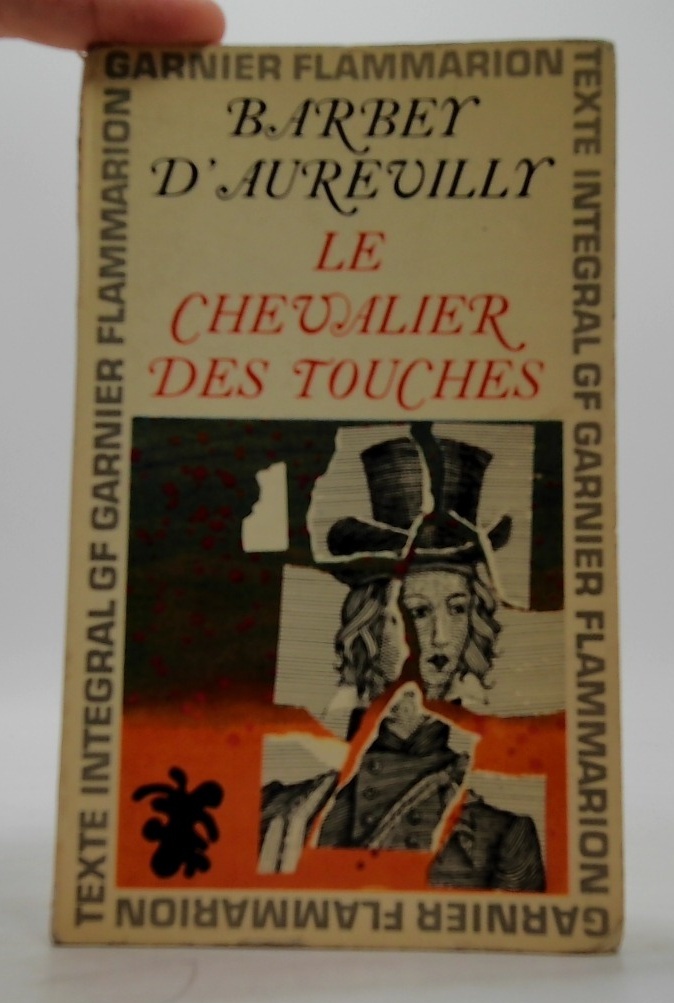 GARNIER FLAMMARION
TEXTE INTEGRAL GF GARNIER FLAMMARION
BARBEY
D'AUREVILLY
LE
CHEVALIER
DES TOUCHES
TEXTE INTEGRAL GF GARNIER FLAMMARION
GARNIER FLAMMARION